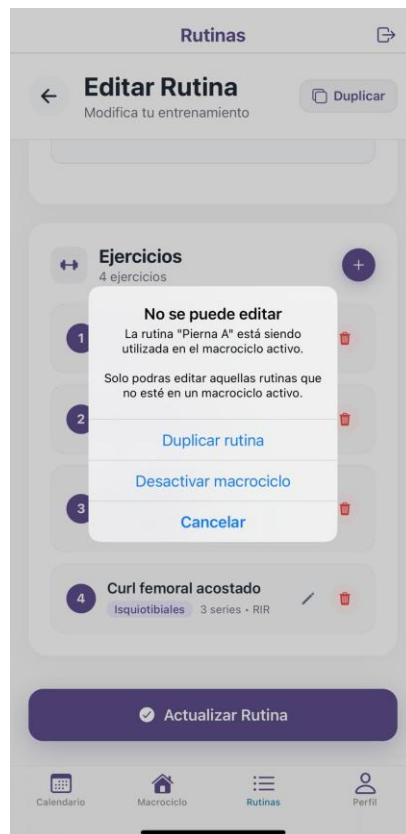 Rutinas
Editar Rutina
Modifica tu entrenamiento
Duplicar
Ejercicios
4 ejercicios
No se puede editar
La rutina "Pierna A" está siendo
utilizada en el macrociclo activo.
Solo podras editar aquellas rutinas que
no esté en un macrociclo activo.
Duplicar rutina
Desactivar macrociclo
Cancelar
1
2
3
4
Curl femoral acostado
Isquiotibiales 3 series • RIR
Actualizar Rutina
Calendario
Macrociclo
Rutinas
Perfil